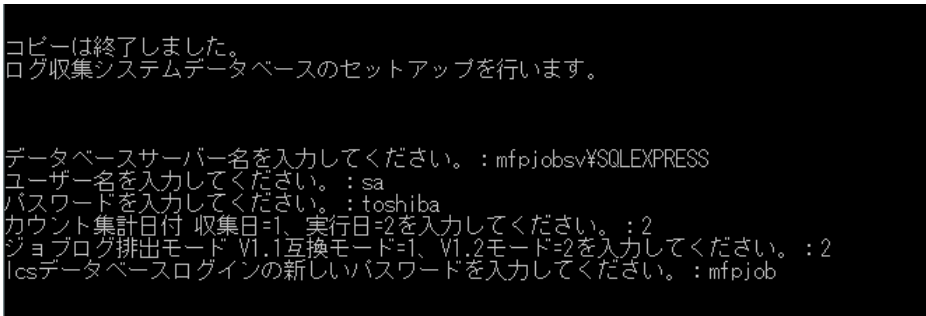 コピーは終了しました。
ログ収集システムデータベースのセットアップを行います。
データベースサーバー名を入力してください。:mfpjobsv¥SQLEXPRESS
ユーザー名を入力してください。:sa
パスワードを入力してください。:toshiba
カウント集計日付 収集日=1、実行日=2を入力してください。:2
ジョブログ排出モード V1.1互換モード=1、V1.2モード=2を入力してください。:2
lcsデータベースログインの新しいパスワードを入力してください。:mfpjob